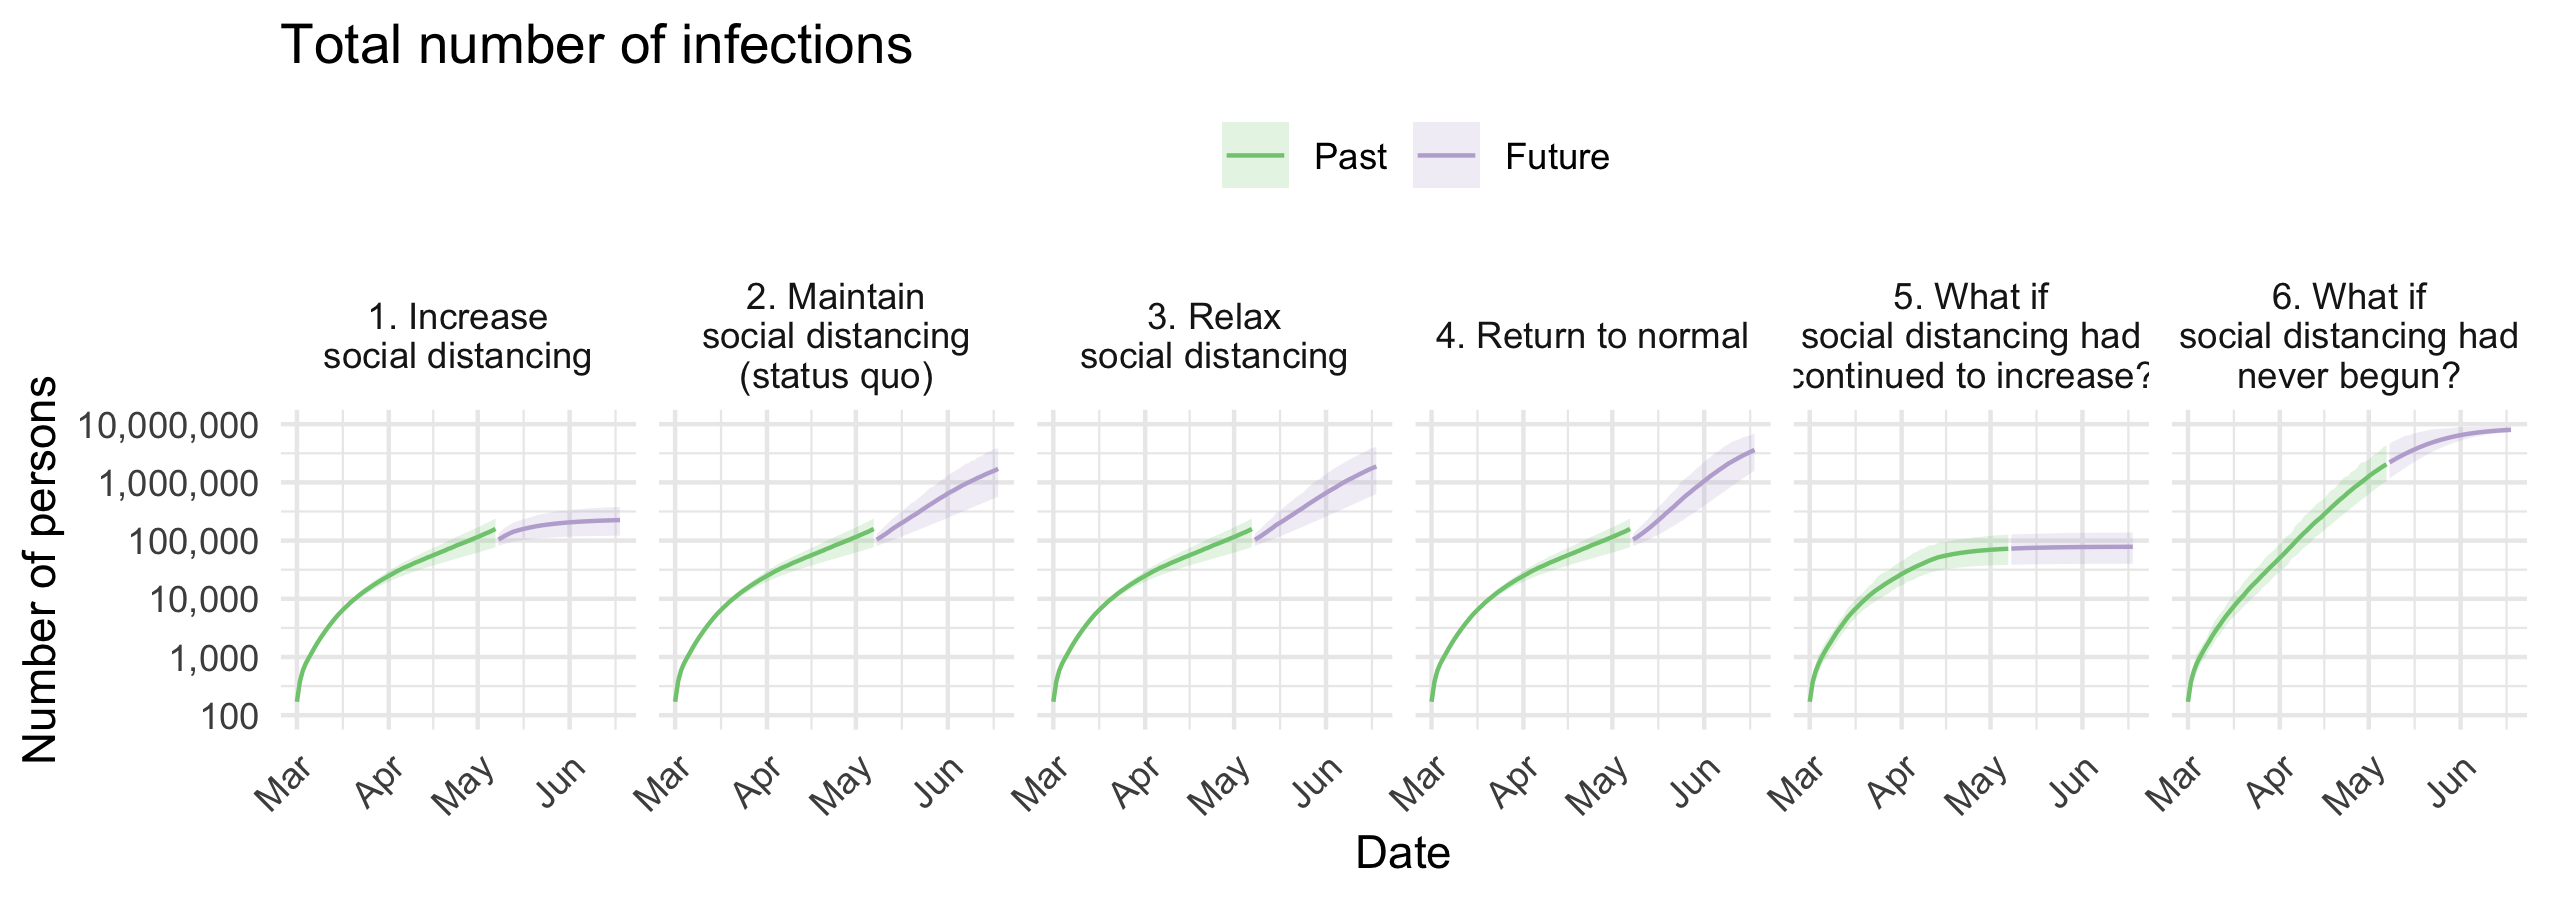 Total number of infections
Past
Future
1. Increase
social distancing
2. Maintain
social distancing
(status quo)
3. Relax
social distancing
4. Return to normal
5. What if
social distancing had
continued to increase?
6. What if
social distancing had
never begun?
Number of persons
10,000,000
1,000,000
100,000
10,000
1,000
100
Mar Apr May Jun
Mar Apr May Jun
Mar Apr May Jun
Mar Apr May Jun
Mar Apr May Jun
Mar Apr May Jun
Date